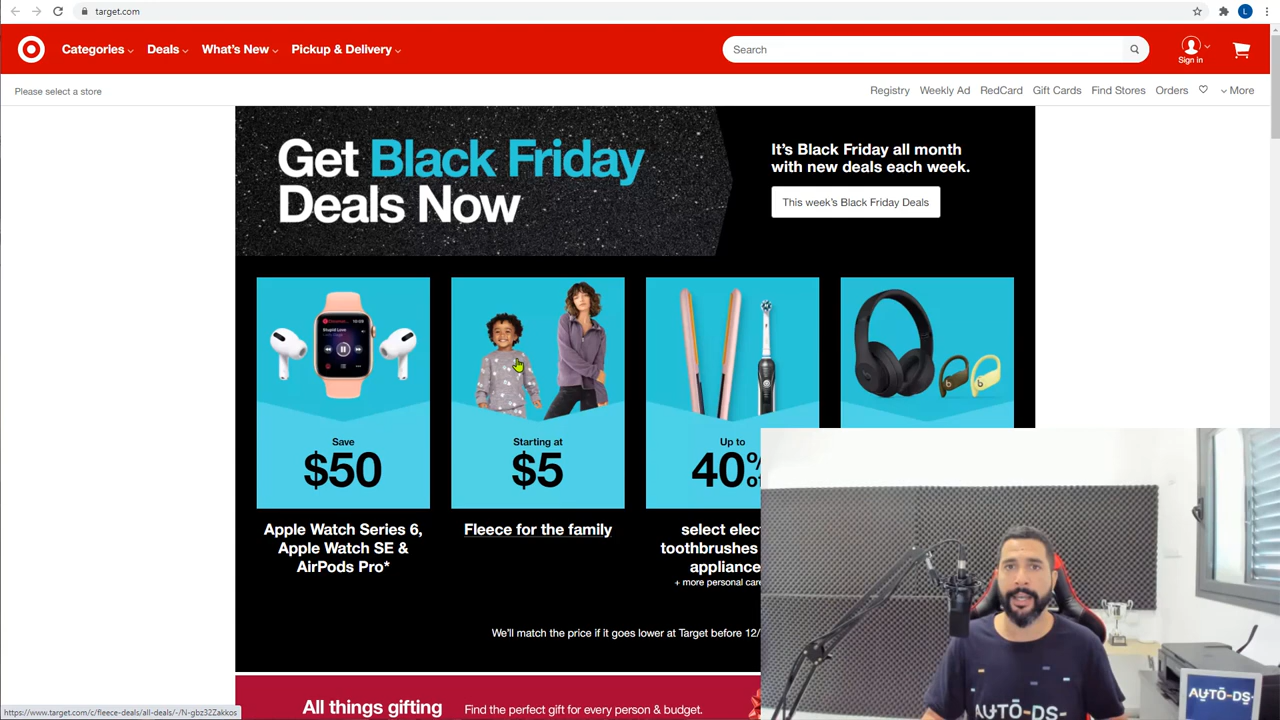 target.com
L
Categories
Deals
What's New
Pickup & Delivery
Search
Sign in
Please select a store
Registry
Weekly Ad
RedCard
Gift Cards
Find Stores
Orders
More
Get Black Friday
Deals Now
It's Black Friday all month
with new deals each week.
This week's Black Friday Deals
Save
$50
Apple Watch Series 6,
Apple Watch SE &
AirPods Pro*
Starting at
$5
Fleece for the family
Up to
40%
select
toothbrushes
+ more personal
We'll match the price if it goes lower at Target before
All things gifting
Find the perfect gift for every person & budget.
AUTO-DS
AUTO-DS
https://www.target.com/c/fleece-deals/all-deals/-/N-gbz32Zakkos